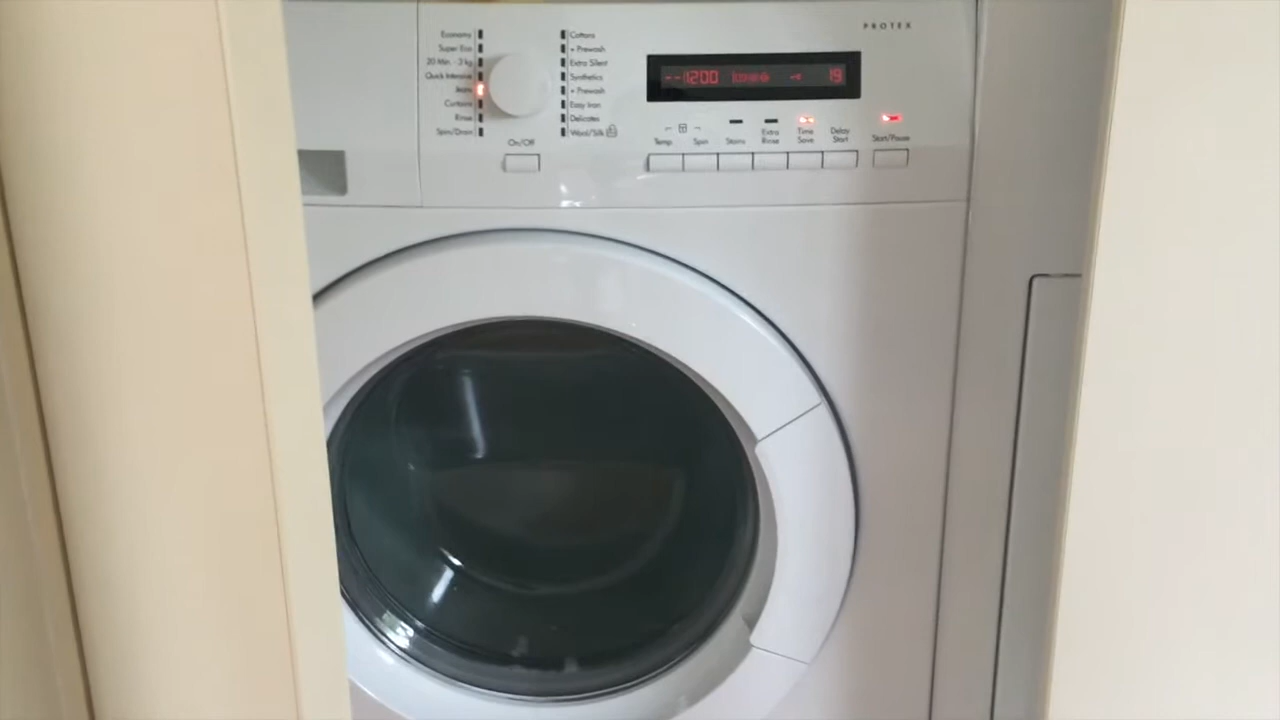 PROTEX
Economy
Super Eco
20 Min. - 3 kg
Quick Intensive
Jeans
Curtains
Rinse
Spin/Drain
Cottons
+ Prewash
Extra Silent
Synthetics
+ Prewash
Easy Iron
Delicates
Wool/Silk
--1200 19
On/Off
Temp.
Spin
Stains
Extra Rinse
Time Save
Delay Start
Start/Pause